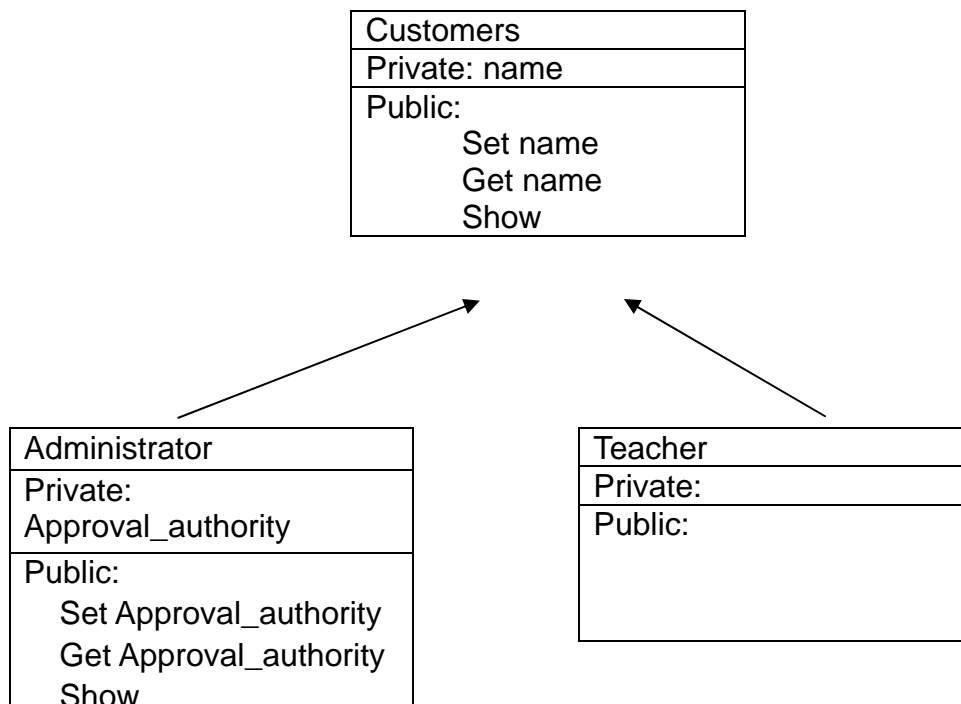 Customers
Private: name
Public:
Set name
Get name
Show
Administrator
Private:
Approval_authority
Public:
Set Approval_authority
Get Approval_authority
Show
Teacher
Private:
Public: